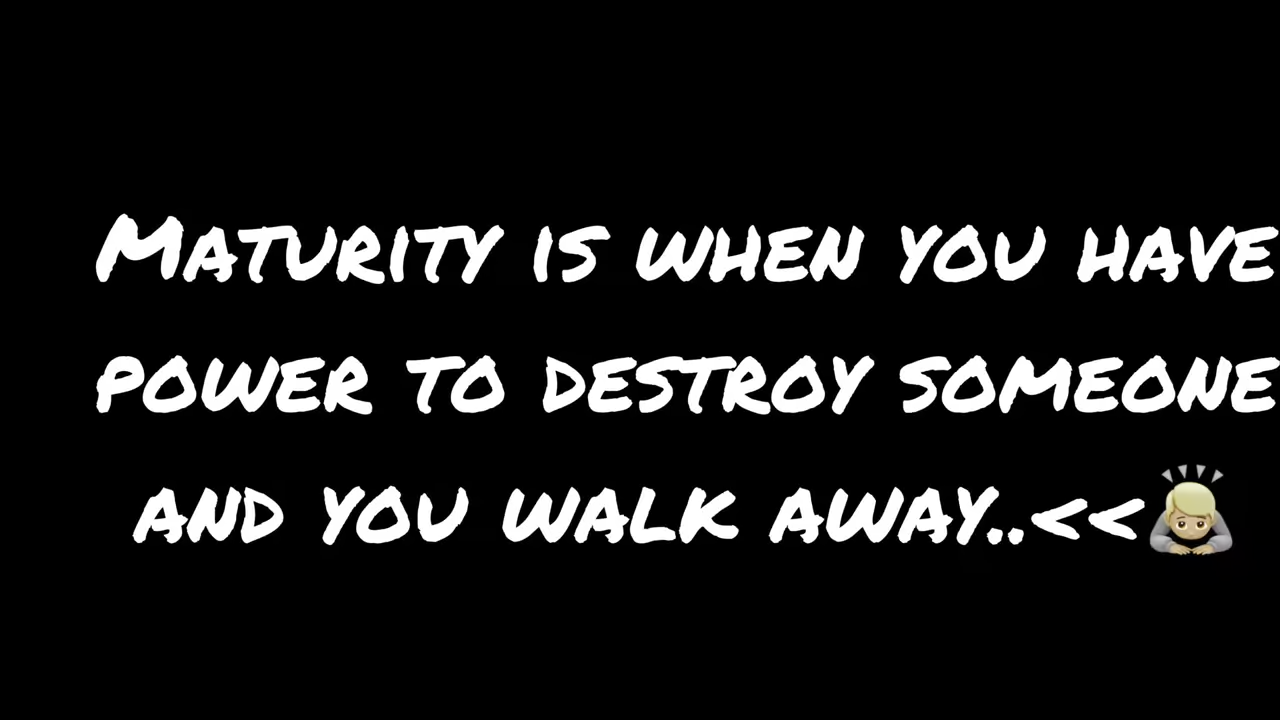 Maturity is when you have
power to destroy someone
and you walk away..<<🙇🏼